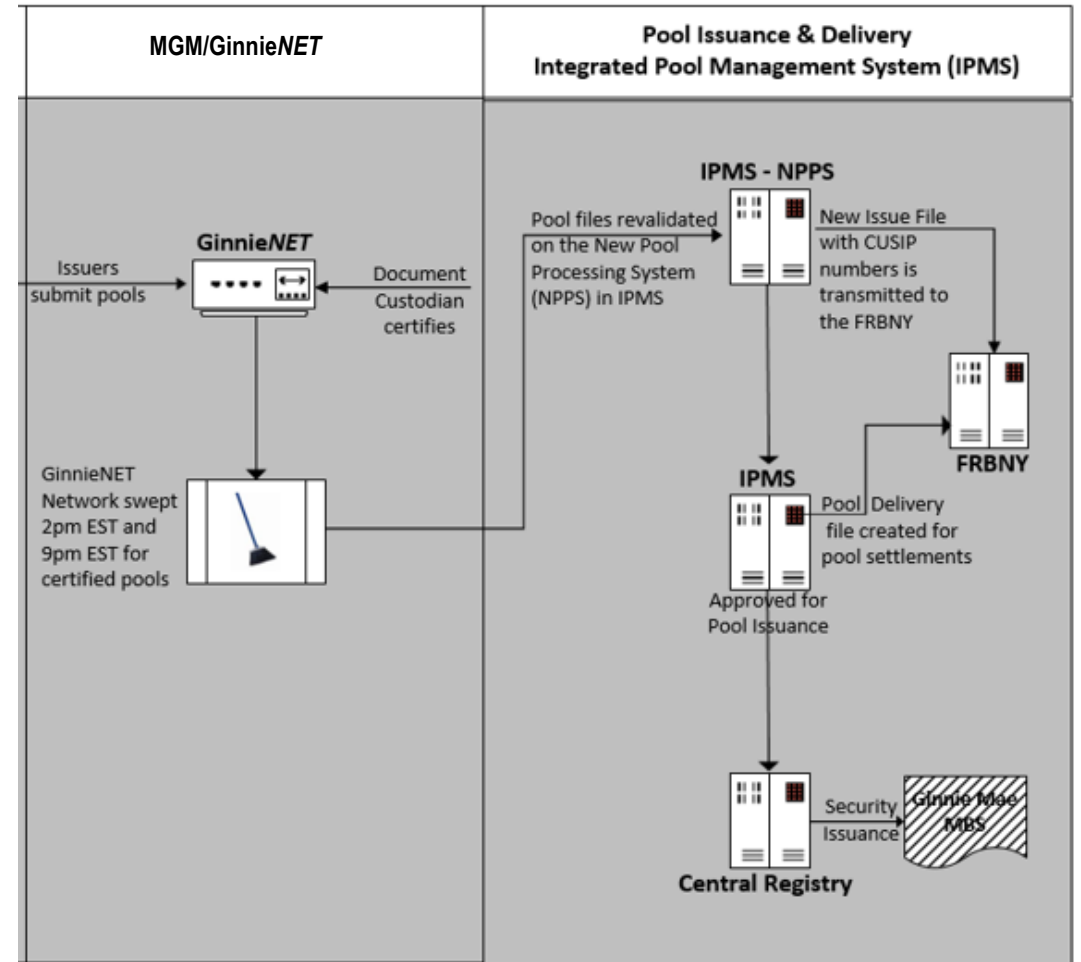 MGM/GinnieNET
Pool Issuance & Delivery
Integrated Pool Management System (IPMS)
Issuers
submit pools
GinnieNET
Document
Custodian
certifies
GinnieNET
Network swept
2pm EST and
9pm EST for
certified pools
Pool files revalidated
on the New Pool
Processing System
(NPPS) in IPMS
IPMS - NPPS
New Issue File
with CUSIP
numbers is
transmitted to
the FRBNY
FRBNY
IPMS
Pool Delivery
file created for
pool settlements
Approved for
Pool Issuance
Central Registry
Security
Issuance
Ginnie Mae
MBS